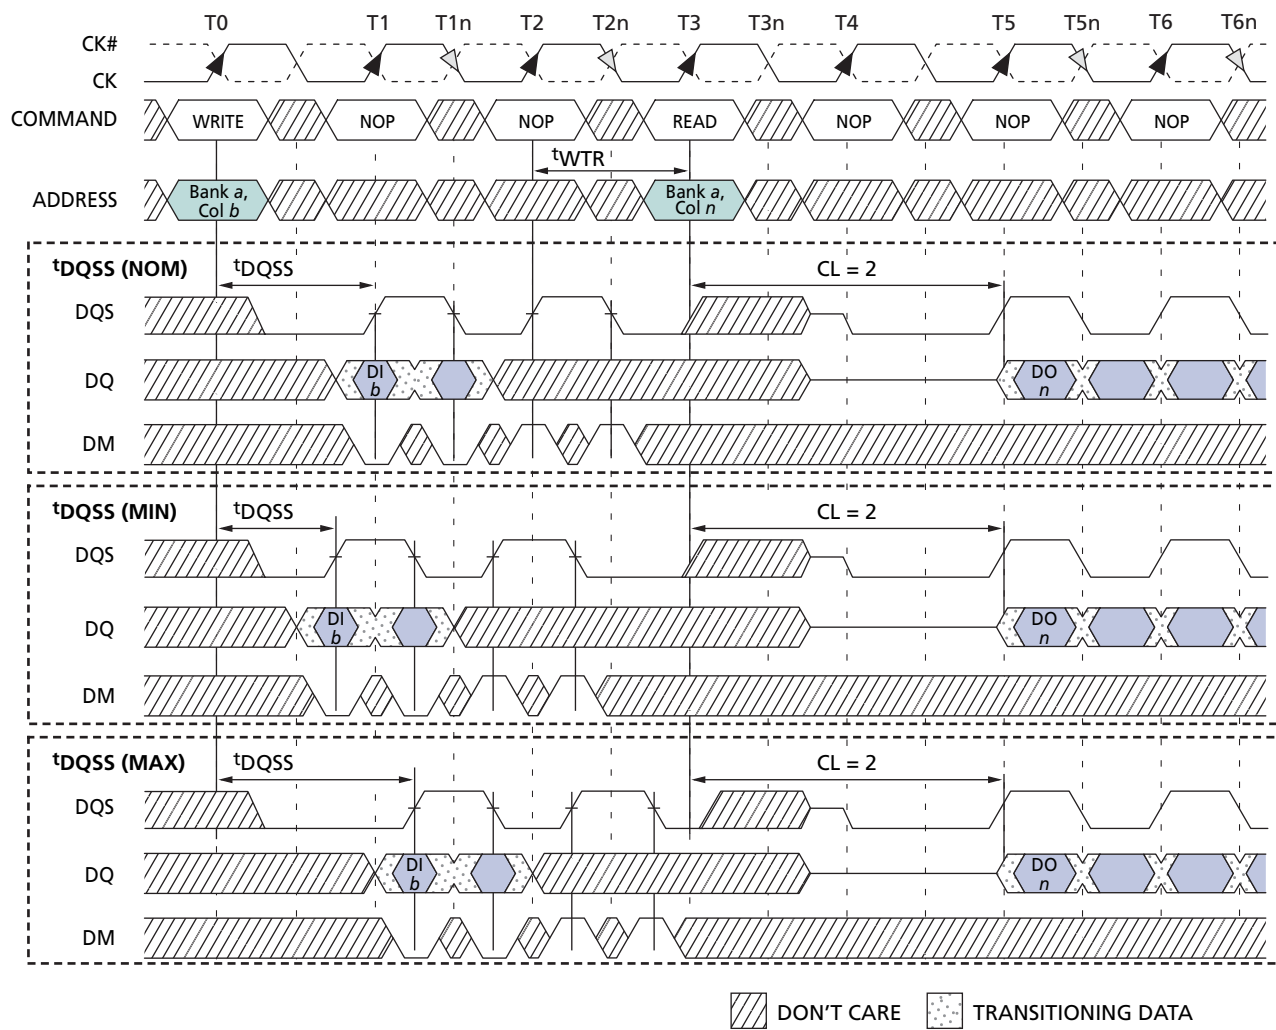 T0 T1 T1n T2 T2n T3 T3n T4 T5 T5n T6 T6n
CK#
CK
COMMAND WRITE NOP NOP READ NOP NOP NOP
tWTR
ADDRESS Bank a, Col b Bank a, Col n
tDQSS (NOM) tDQSS CL = 2
DQS
DQ DI b DO n
DM
tDQSS (MIN) tDQSS CL = 2
DQS
DQ DI b DO n
DM
tDQSS (MAX) tDQSS CL = 2
DQS
DQ DI b DO n
DM
DON'T CARE TRANSITIONING DATA